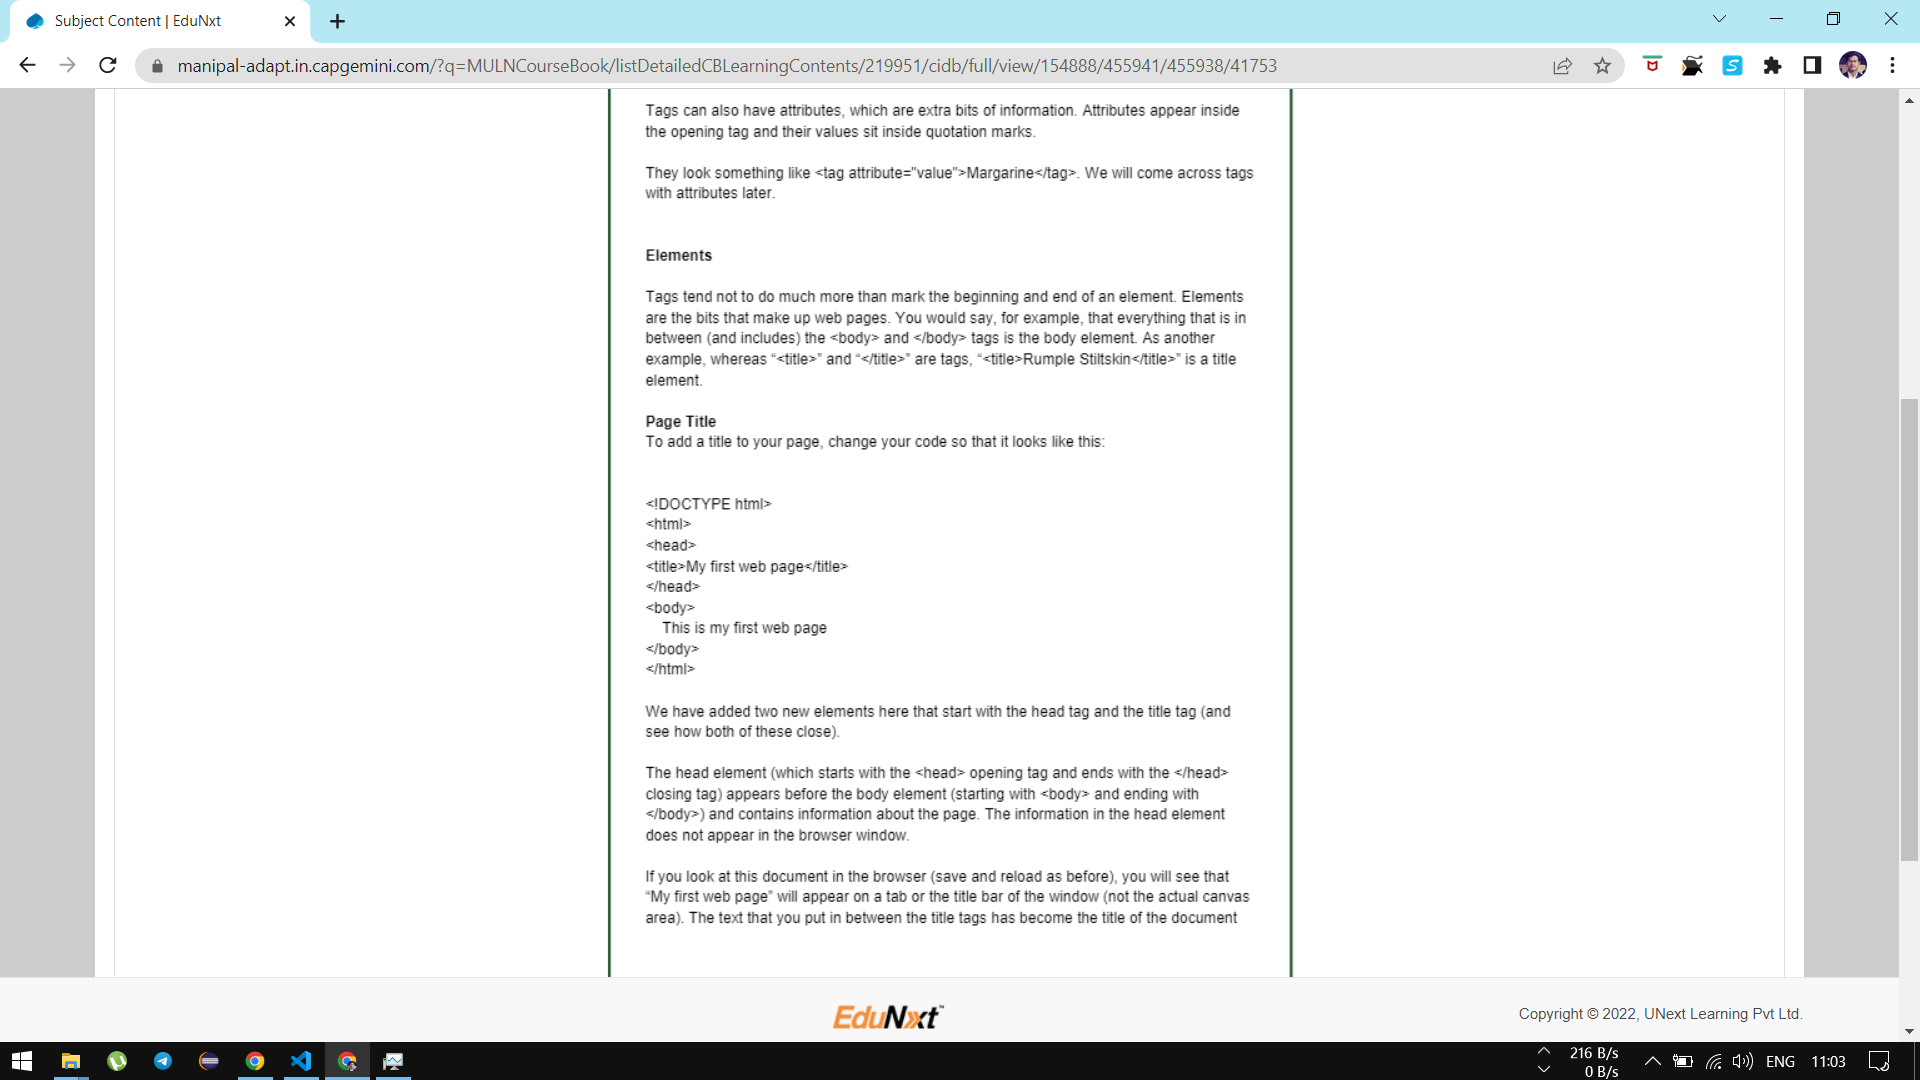 Subject Content | EduNxt
manipal-adapt.in.capgemini.com/?q=MULNCourseBook/listDetailedCBLearningContents/219951/cidb/full/view/154888/455941/455938/41753
Tags can also have attributes, which are extra bits of information. Attributes appear inside
the opening tag and their values sit inside quotation marks.
They look something like <tag attribute="value">Margarine</tag>. We will come across tags
with attributes later.
Elements
Tags tend not to do much more than mark the beginning and end of an element. Elements
are the bits that make up web pages. You would say, for example, that everything that is in
between (and includes) the <body> and </body> tags is the body element. As another
example, whereas “<title>” and “</title>” are tags, “<title>Rumple Stiltskin</title>” is a title
element.
Page Title
To add a title to your page, change your code so that it looks like this:
<!DOCTYPE html>
<html>
<head>
<title>My first web page</title>
</head>
<body>
This is my first web page
</body>
</html>
We have added two new elements here that start with the head tag and the title tag (and
see how both of these close).
The head element (which starts with the <head> opening tag and ends with the </head>
closing tag) appears before the body element (starting with <body> and ending with
</body>) and contains information about the page. The information in the head element
does not appear in the browser window.
If you look at this document in the browser (save and reload as before), you will see that
“My first web page” will appear on a tab or the title bar of the window (not the actual canvas
area). The text that you put in between the title tags has become the title of the document
EduNxt™
Copyright © 2022, UNext Learning Pvt Ltd.
216 B/s
0 B/s
ENG
11:03